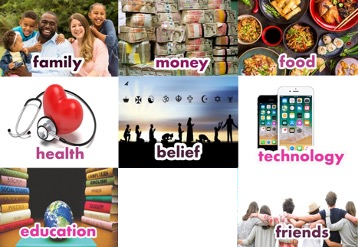 family
money
food
health
belief
technology
education
friends